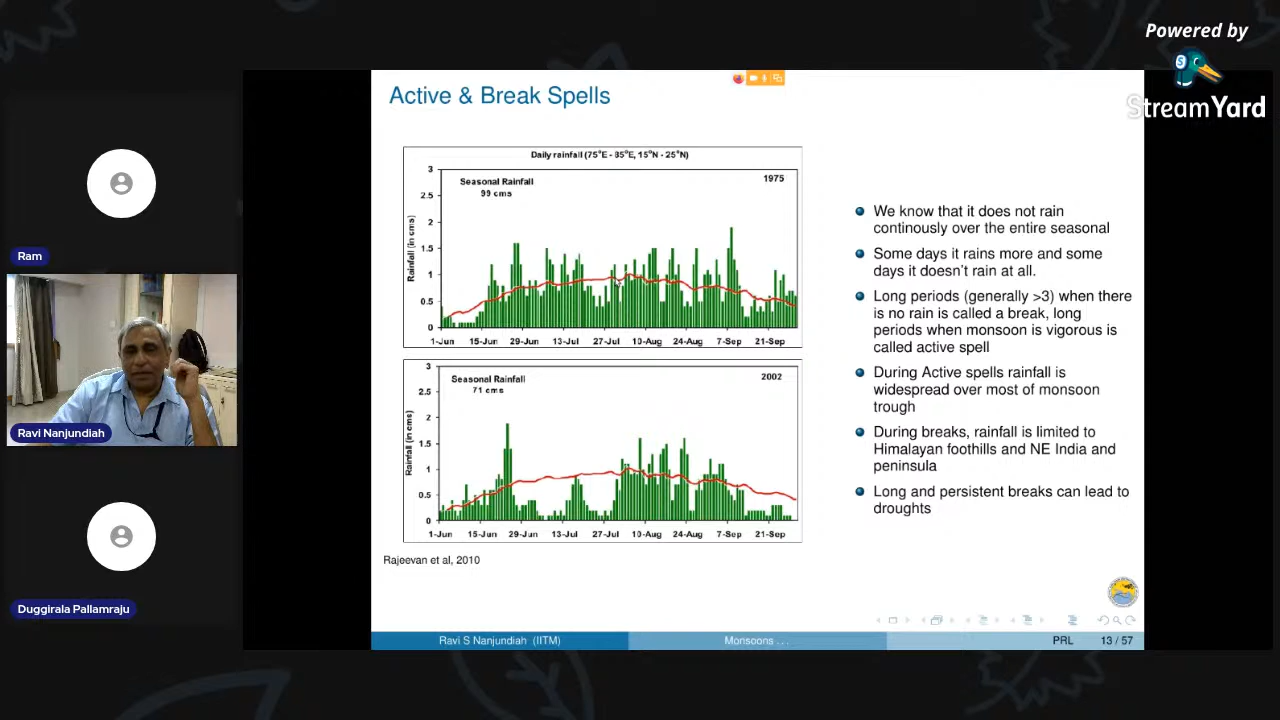 Powered by
StreamYard
Ram
Ravi Nanjundiah
Duggirala Pallamraju
Active & Break Spells
Daily rainfall (75°E - 85°E, 15°N - 25°N)
Seasonal Rainfall
99 cms
1975
Rainfall (in cms)
3
2.5
2
1.5
1
0.5
0
1-Jun 15-Jun 29-Jun 13-Jul 27-Jul 10-Aug 24-Aug 7-Sep 21-Sep
Seasonal Rainfall
71 cms
2002
Rainfall (in cms)
3
2.5
2
1.5
1
0.5
0
1-Jun 15-Jun 29-Jun 13-Jul 27-Jul 10-Aug 24-Aug 7-Sep 21-Sep
Rajeevan et al, 2010
We know that it does not rain
continously over the entire seasonal
Some days it rains more and some
days it doesn't rain at all.
Long periods (generally >3) when there
is no rain is called a break, long
periods when monsoon is vigorous is
called active spell
During Active spells rainfall is
widespread over most of monsoon
trough
During breaks, rainfall is limited to
Himalayan foothills and NE India and
peninsula
Long and persistent breaks can lead to
droughts
Ravi S Nanjundiah (IITM) Monsoons ... PRL 13 / 57